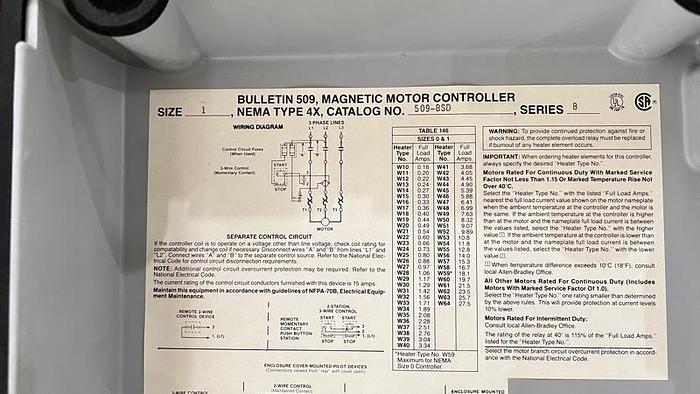 BULLETIN 509, MAGNETIC MOTOR CONTROLLER
SIZE 1, NEMA TYPE 4X, CATALOG NO. 509-BSD, SERIES B
WIRING DIAGRAM
3-PHASE LINES
L1 L2 L3
Control Circuit Fuses
(When Used)
3-Wire Control
(Momentary Contact)
START
STOP
T1 T2 T3
MOTOR
SEPARATE CONTROL CIRCUIT
If the controller coil is to operate on a voltage other than line voltage, check coil rating for
compatibility and change coil if necessary. Disconnect wires "A" and "B" from "L1" and
"L2". Connect wires "A" and "B" to the separate control source. Refer to the National Elec-
trical Code for control circuit disconnection requirements.
NOTE: Additional control circuit overcurrent protection may be required. Refer to the
National Electrical Code.
The current rating of the control circuit conductors furnished with this device is 15 amps.
Maintain this equipment in accordance with guidelines of NFPA-70B, Electrical Equip-
ment Maintenance.
REMOTE 2-WIRE
CONTROL DEVICE
2-STATION,
3-WIRE CONTROL
REMOTE
MOMENTARY
CONTACT
PUSH BUTTON
STATION
START START
STOP STOP
ENCLOSURE COVER MOUNTED PILOT DEVICES
(Connections viewed from "rear" with cover open)
3-WIRE CONTROL
2-WIRE CONTROL
(Maintained Contact)
ENCLOSURE MOUNTED
TABLE 146
SIZES 0 & 1
Heater Type No. Full Load Amps. Heater Type No. Full Load Amps.
W10 0.18 W41 3.68
W11 0.20 W42 4.05
W12 0.22 W43 4.45
W13 0.24 W44 4.90
W14 0.27 W45 5.39
W15 0.30 W46 5.88
W16 0.33 W47 6.41
W17 0.36 W48 6.99
W18 0.40 W49 7.63
W19 0.44 W50 8.32
W20 0.49 W51 9.07
W21 0.54 W52 9.89
W22 0.60 W53 10.8
W23 0.66 W54 11.8
W24 0.73 W55 12.8
W25 0.80 W56 14.0
W26 0.88 W57 15.3
W27 0.97 W58 16.7
W28 1.06 W59* 18.1
W29 1.17 W60 19.7
W30 1.29 W61 21.5
W31 1.42 W62 23.5
W32 1.56 W63 25.7
W33 1.71 W64 27.5
W34 1.89
W35 2.08
W36 2.28
W37 2.51
W38 2.76
W39 3.04
W40 3.34
*Heater Type No. W59
Maximum for NEMA
Size 0 Controller.
WARNING: To provide continued protection against fire or
shock hazard, the complete overload relay must be replaced
if burnout of any heater element occurs.
IMPORTANT: When ordering heater elements for this controller,
always specify the desired "Heater Type No."
Motors Rated For Continuous Duty With Marked Service
Factor Not Less Than 1.15 Or Marked Temperature Rise Not
Over 40°C.
Select the "Heater Type No." with the listed "Full Load Amps."
nearest the full load current value shown on the motor nameplate
when the ambient temperature at the controller and the motor is
the same. If the ambient temperature at the controller is higher
than at the motor and the nameplate full load current is between
the values listed, select the "Heater Type No." with the higher
value. If the ambient temperature at the controller is lower than
at the motor and the nameplate full load current is between
the values listed, select the "Heater Type No." with the lower
value.
When temperature difference exceeds 10°C (18°F), consult
local Allen-Bradley Office.
All Other Motors Rated For Continuous Duty (Includes
Motors With Marked Service Factor Of 1.0).
Select the "Heater Type No." one rating smaller than determined
by the above rules. This will provide protection at current levels
10% lower.
Motors Rated For Intermittent Duty:
Consult local Allen-Bradley Office.
The rating of the relay at 40° is 115% of the "Full Load Amps."
listed for the "Heater Type No."
Select the motor branch circuit overcurrent protection in accord-
ance with the National Electrical Code.